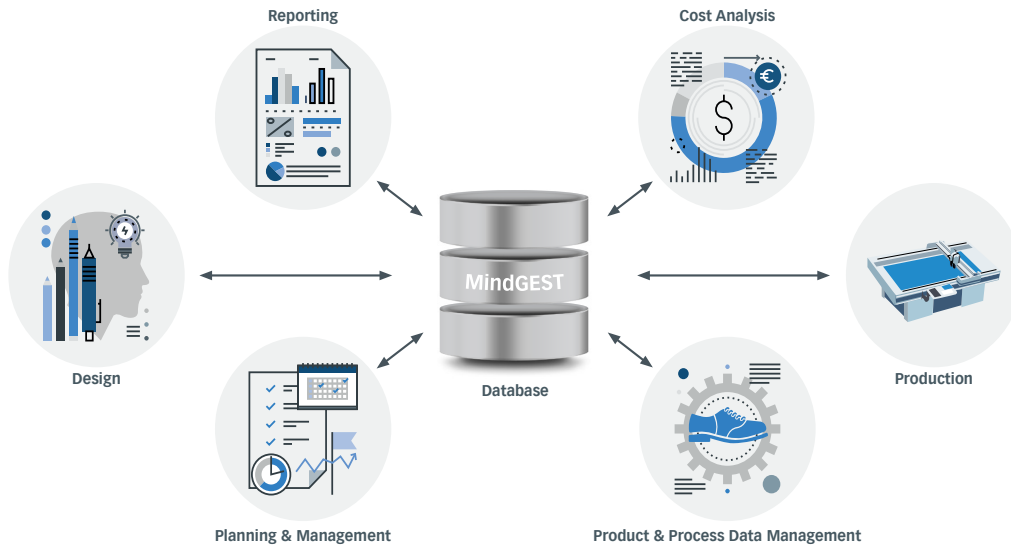 Reporting
Cost Analysis
€
$
MindGEST
Design
Database
Production
Planning & Management
Product & Process Data Management